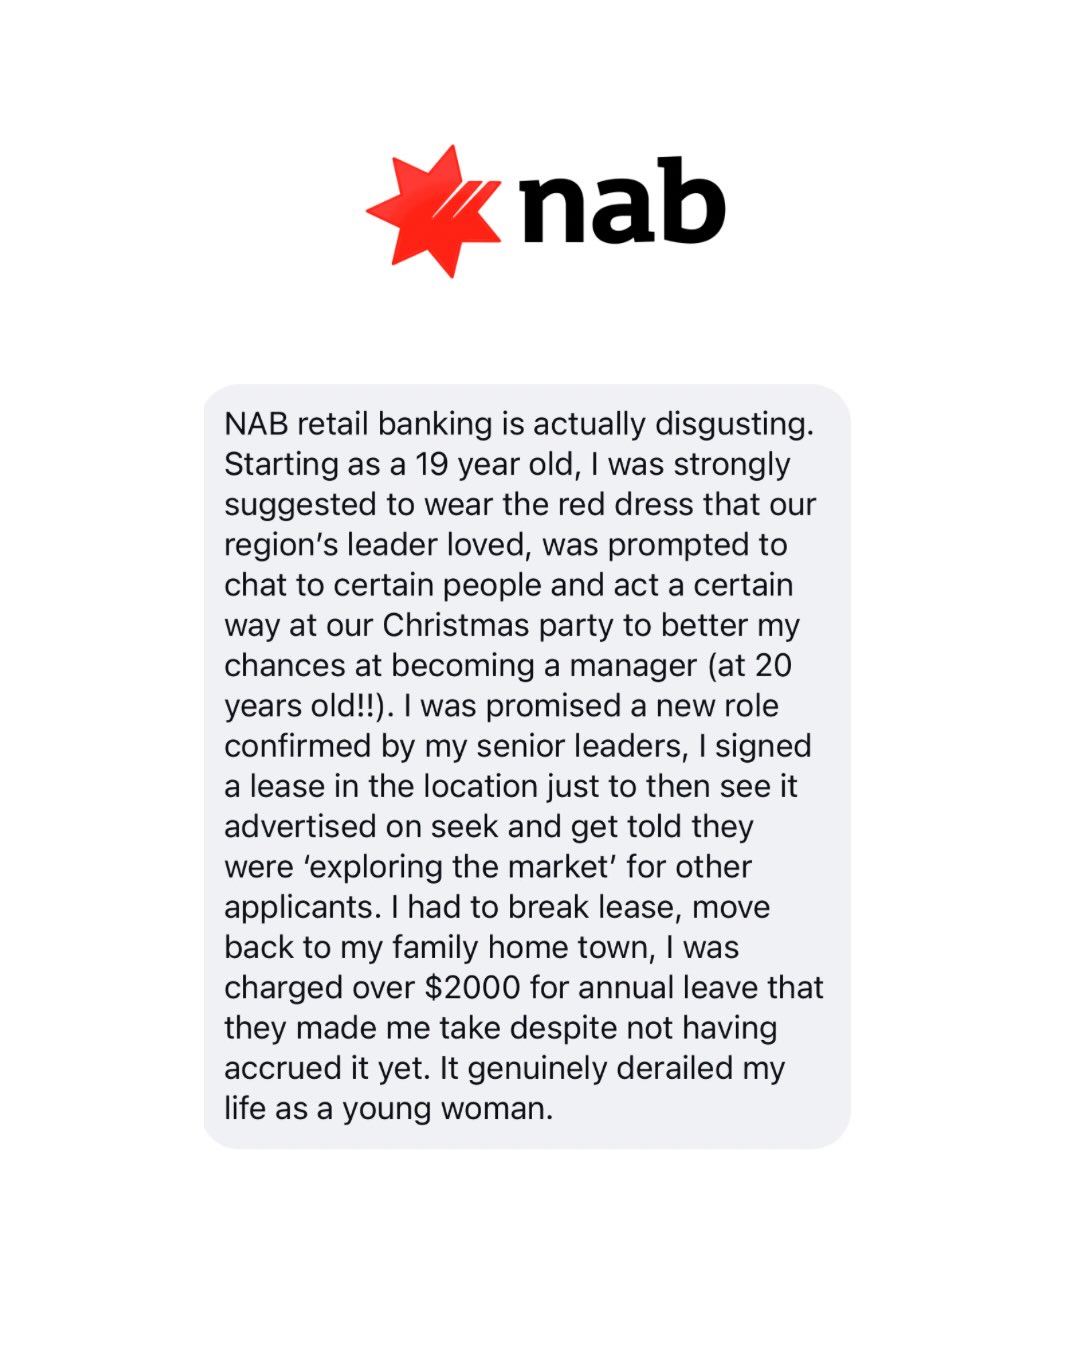 nab
NAB retail banking is actually disgusting.
Starting as a 19 year old, I was strongly
suggested to wear the red dress that our
region’s leader loved, was prompted to
chat to certain people and act a certain
way at our Christmas party to better my
chances at becoming a manager (at 20
years old!!). I was promised a new role
confirmed by my senior leaders, I signed
a lease in the location just to then see it
advertised on seek and get told they
were ‘exploring the market’ for other
applicants. I had to break lease, move
back to my family home town, I was
charged over $2000 for annual leave that
they made me take despite not having
accrued it yet. It genuinely derailed my
life as a young woman.